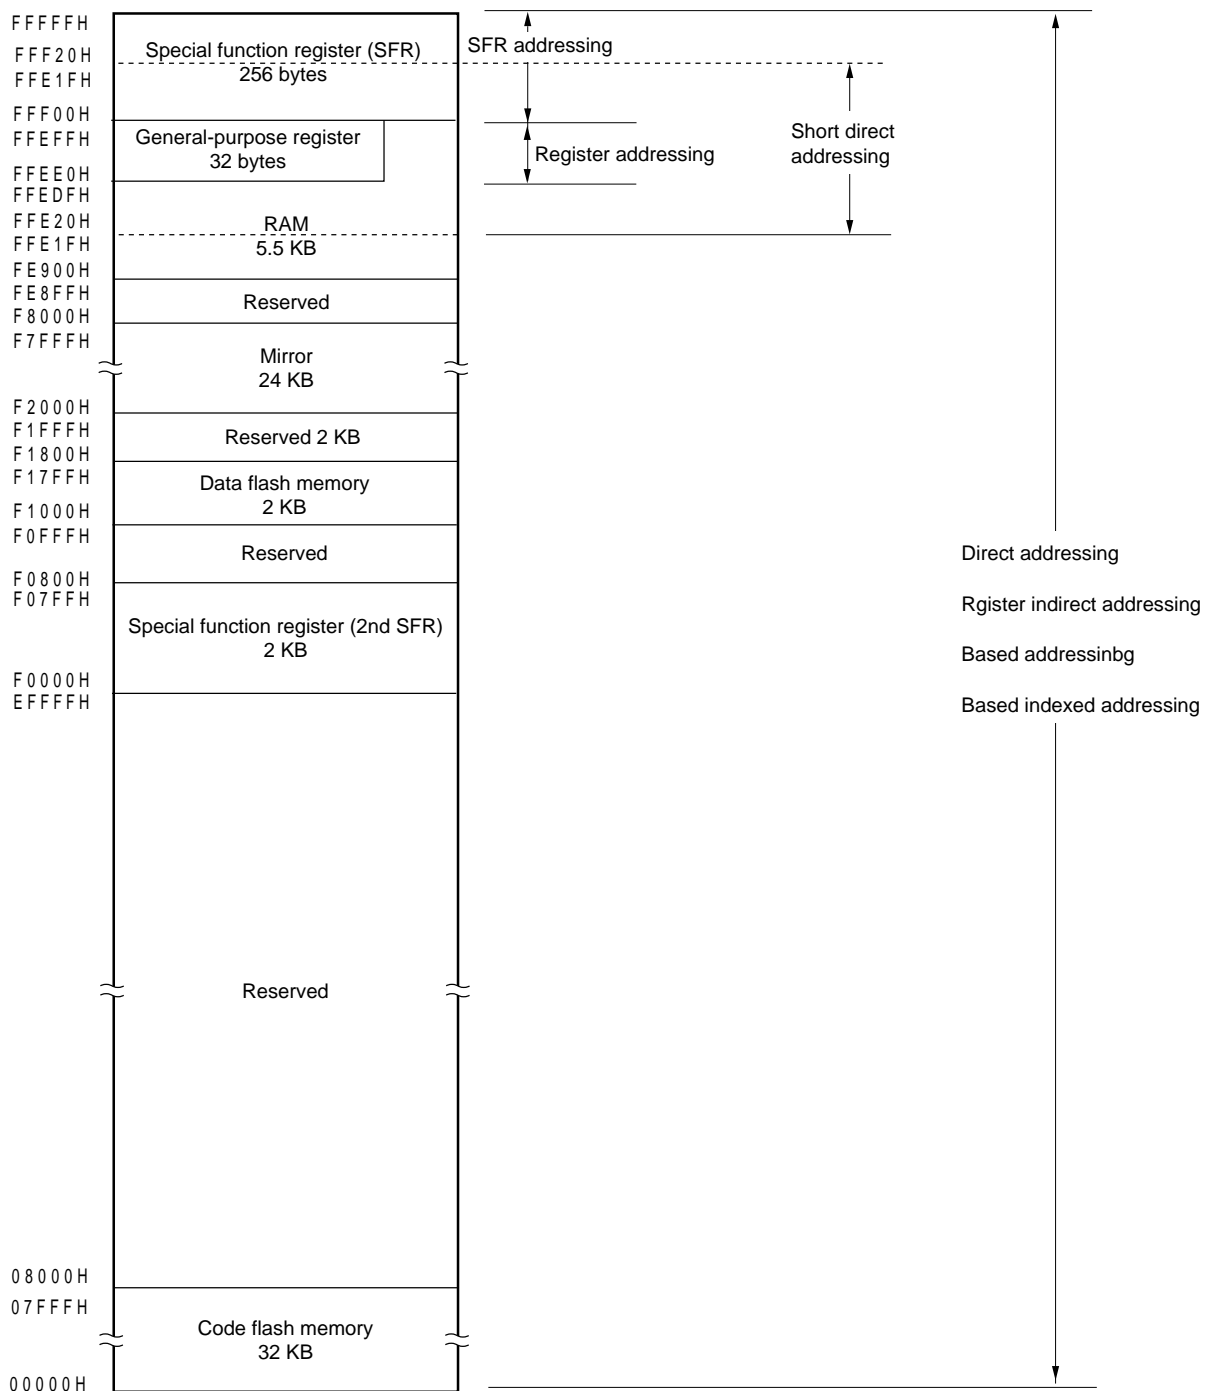 FFFFFH
SFR addressing
Special function register (SFR)
256 bytes
FFF20H
FFE1FH
FFF00H
FFEFFH
General-purpose register
32 bytes
Register addressing
Short direct
addressing
FFEE0H
FFEDFH
FFE20H
RAM
5.5 KB
FFE1FH
FE900H
FE8FFH
Reserved
F8000H
F7FFFH
Mirror
24 KB
F2000H
F1FFFH
Reserved 2 KB
F1800H
F17FFH
Data flash memory
2 KB
F1000H
F0FFFH
Reserved
F0800H
F07FFH
Special function register (2nd SFR)
2 KB
F0000H
EFFFFH
Direct addressing
Rgister indirect addressing
Based addressinbg
Based indexed addressing
Reserved
08000H
07FFFH
Code flash memory
32 KB
00000H